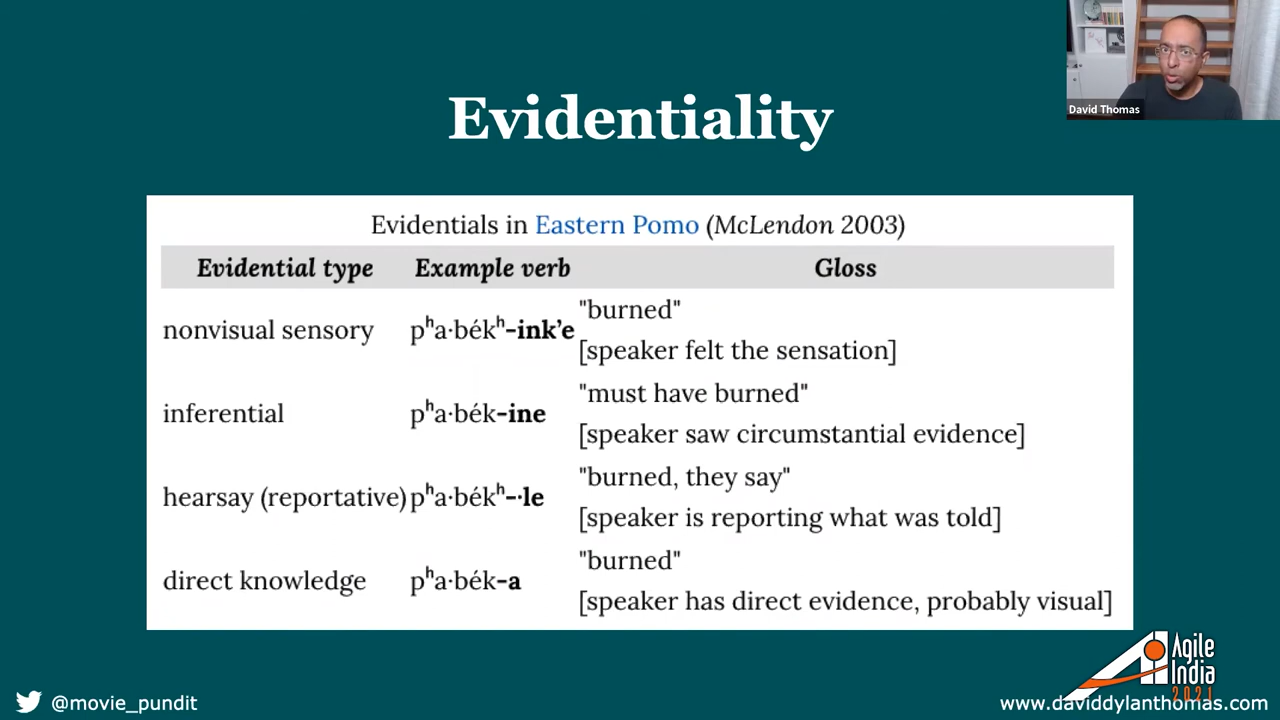 David Thomas
Evidentiality
Evidentials in Eastern Pomo (McLendon 2003)
Evidential type Example verb Gloss
nonvisual sensory pʰa·békʰ-ink’e "burned"
[speaker felt the sensation]
inferential pʰa·bék-ine "must have burned"
[speaker saw circumstantial evidence]
hearsay (reportative) pʰa·békʰ-·le "burned, they say"
[speaker is reporting what was told]
direct knowledge pʰa·bék-a "burned"
[speaker has direct evidence, probably visual]
Agile
India
2021
@movie_pundit
www.daviddylanthomas.com